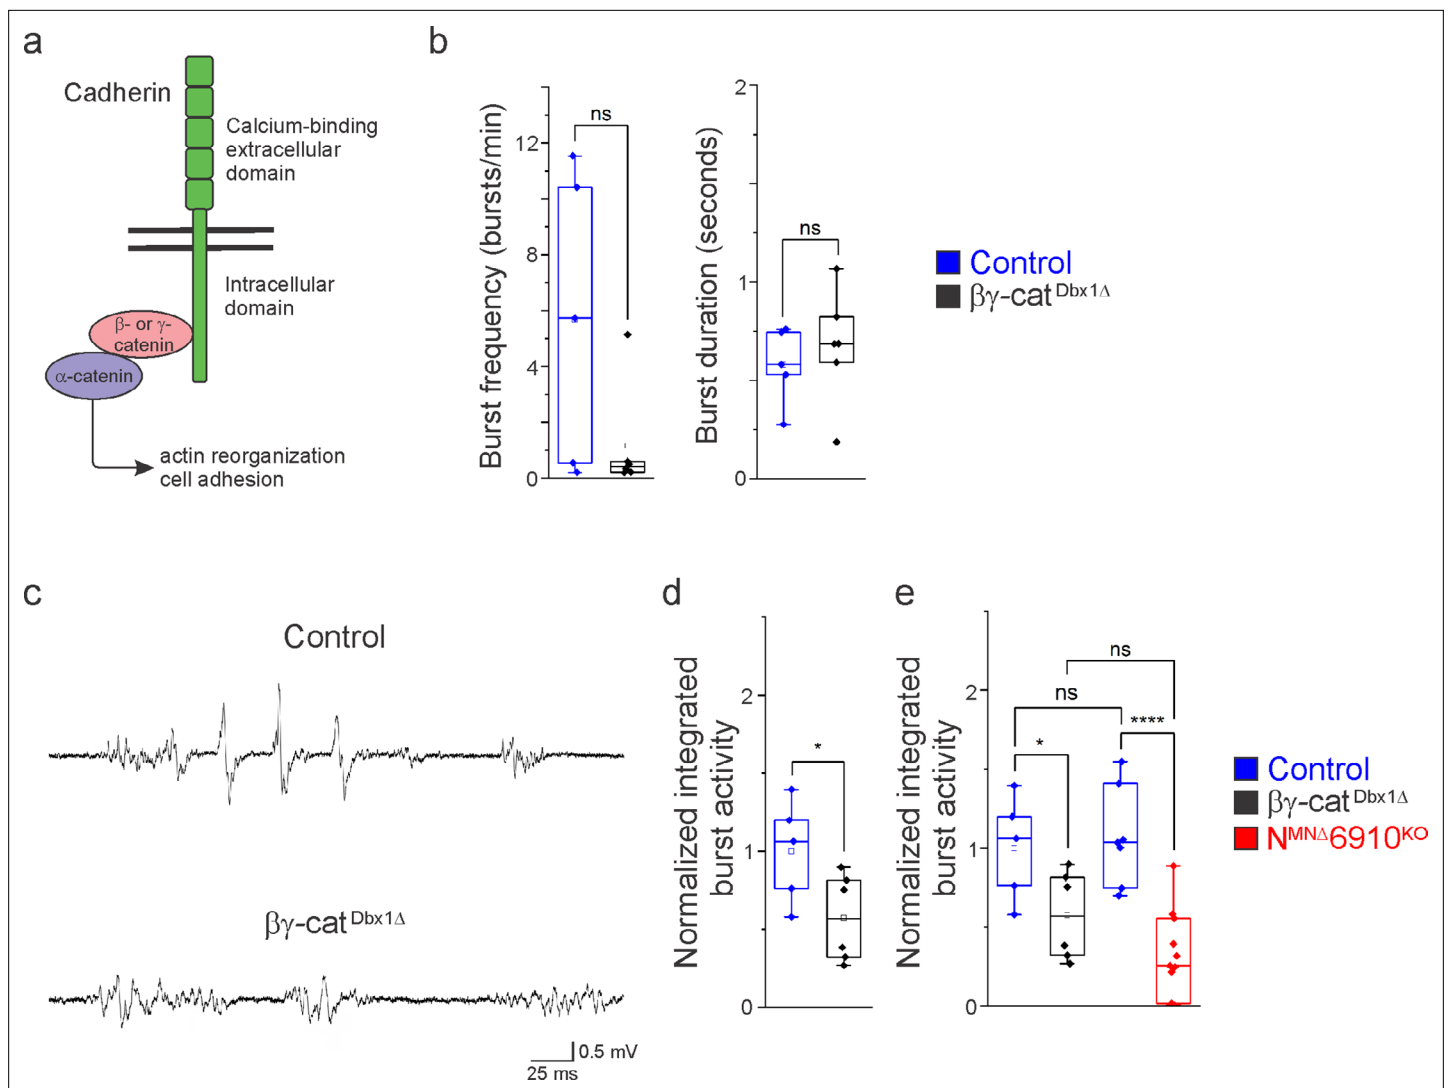 a
Cadherin
Calcium-binding
extracellular
domain
Intracellular
domain
β- or γ-
catenin
α-catenin
actin reorganization
cell adhesion
b
Burst frequency (bursts/min)
12
8
4
0
ns
Burst duration (seconds)
2
1
0
ns
Control
βγ-cat Dbx1Δ
c
Control
βγ-cat Dbx1Δ
0.5 mV
25 ms
d
Normalized integrated
burst activity
2
1
0
*
e
Normalized integrated
burst activity
2
1
0
ns
ns
****
*
Control
βγ-cat Dbx1Δ
NMNΔ6910KO